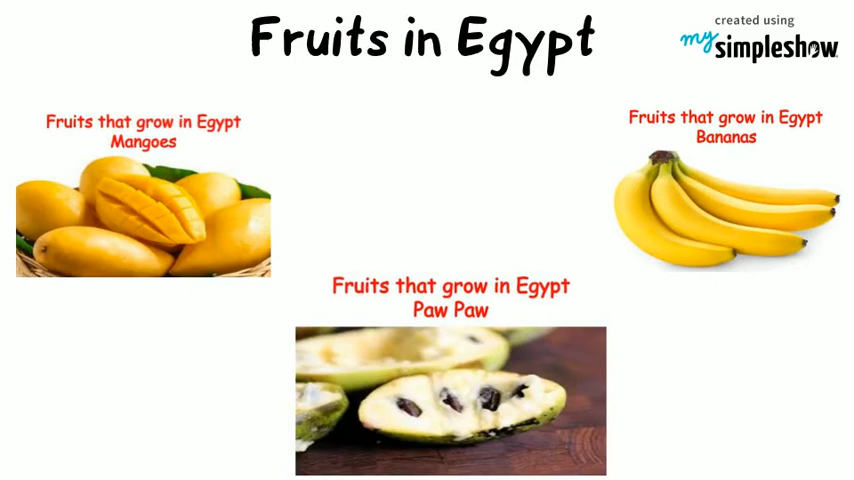 Fruits in Egypt
created using
my simpleshow
Fruits that grow in Egypt
Mangoes
Fruits that grow in Egypt
Bananas
Fruits that grow in Egypt
Paw Paw